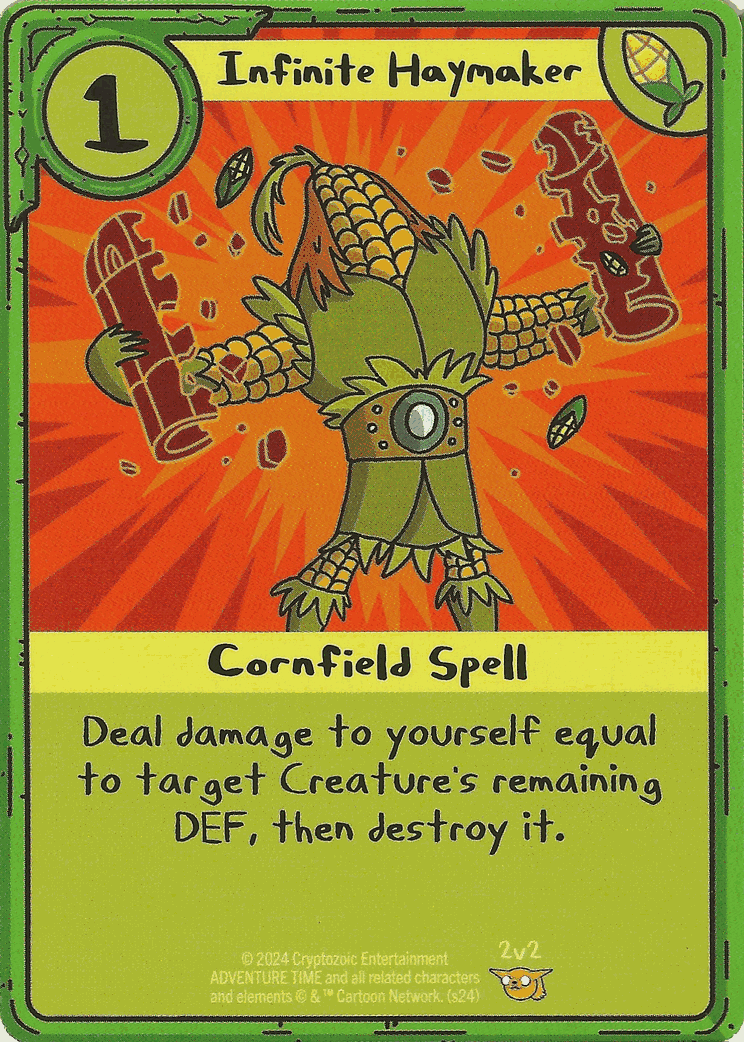 1
Infinite Haymaker
Cornfield Spell
Deal damage to yourself equal
to target Creature's remaining
DEF, then destroy it.
© 2024 Cryptozoic Entertainment
ADVENTURE TIME and all related characters
and elements © & ™ Cartoon Network. (s24)
2v2